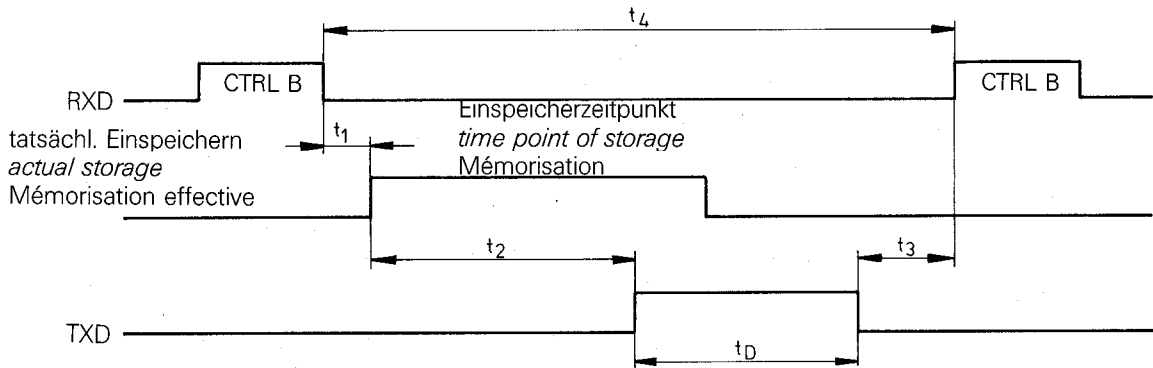 t4
CTRL B
CTRL B
RXD
Einspeicherzeitpunkt
time point of storage
Mémorisation
t1
tatsächl. Einspeichern
actual storage
Mémorisation effective
t2
t3
TXD
tD